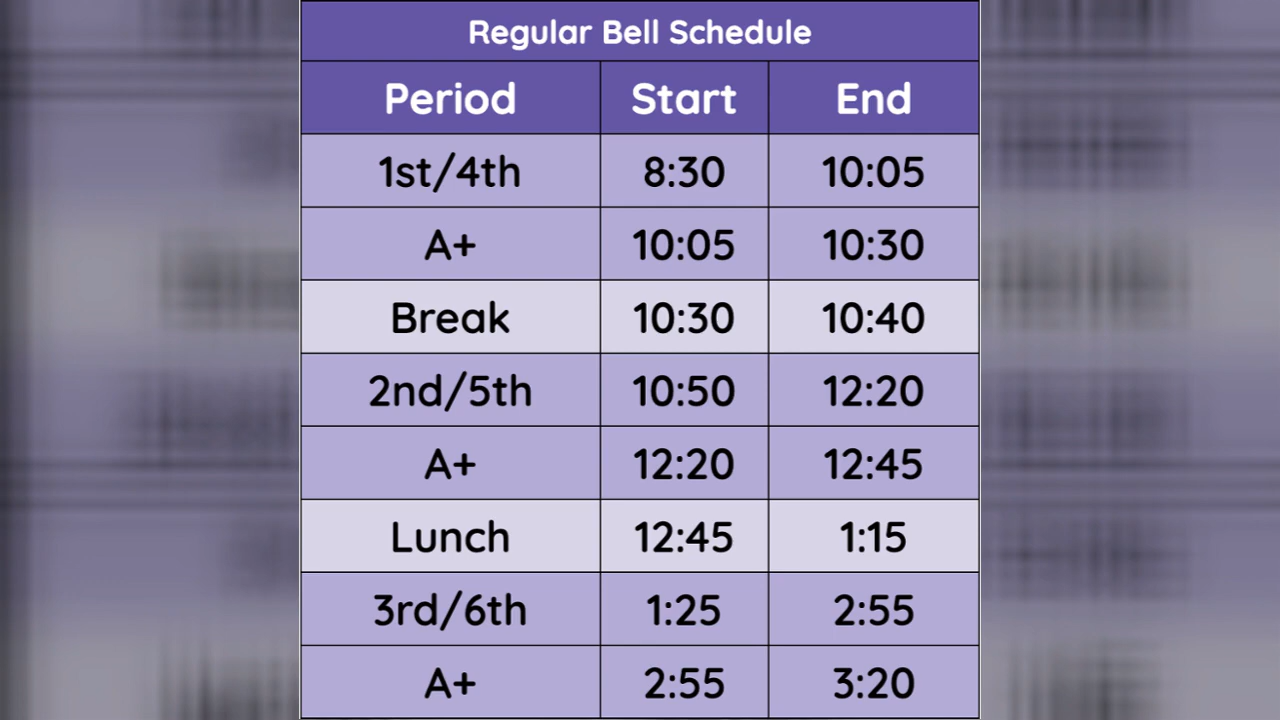 Regular Bell Schedule
Period Start End
1st/4th 8:30 10:05
A+ 10:05 10:30
Break 10:30 10:40
2nd/5th 10:50 12:20
A+ 12:20 12:45
Lunch 12:45 1:15
3rd/6th 1:25 2:55
A+ 2:55 3:20